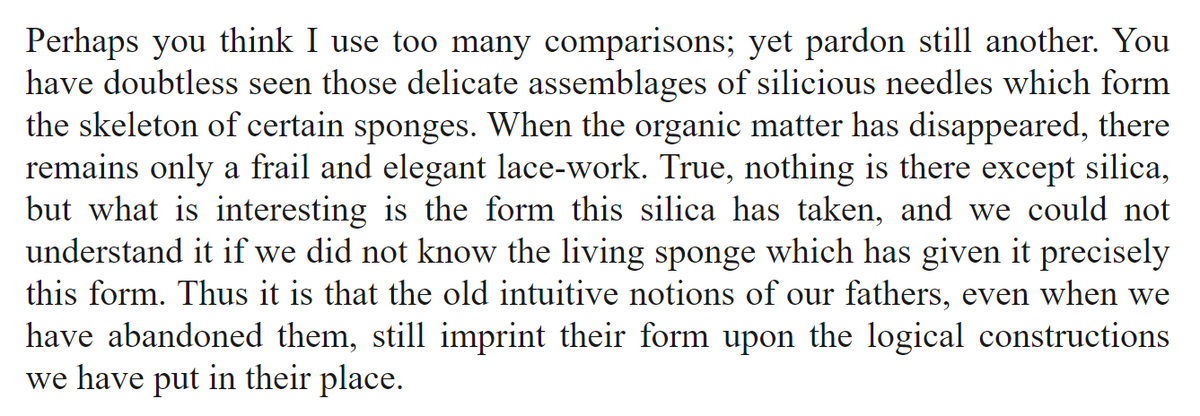 Perhaps you think I use too many comparisons; yet pardon still another. You
have doubtless seen those delicate assemblages of silicious needles which form
the skeleton of certain sponges. When the organic matter has disappeared, there
remains only a frail and elegant lace-work. True, nothing is there except silica,
but what is interesting is the form this silica has taken, and we could not
understand it if we did not know the living sponge which has given it precisely
this form. Thus it is that the old intuitive notions of our fathers, even when we
have abandoned them, still imprint their form upon the logical constructions
we have put in their place.